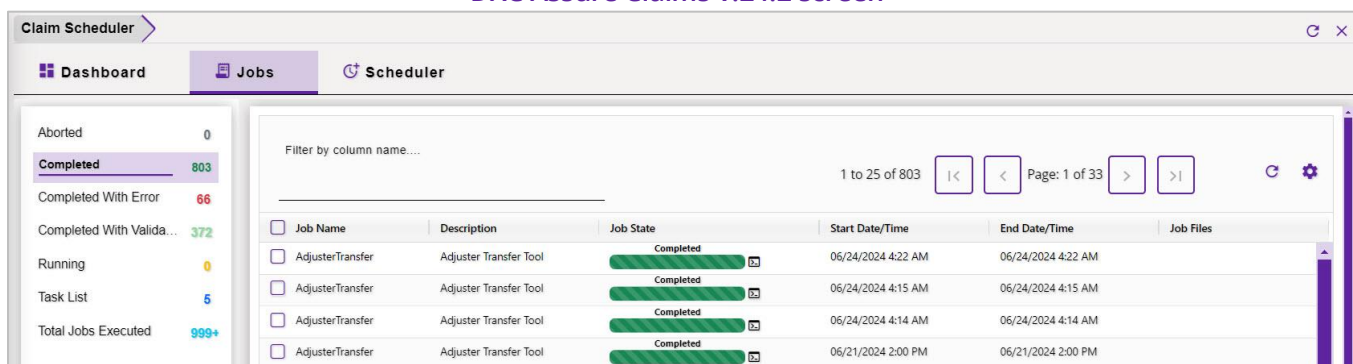 DXC Assure Claims v.24.2 screen
Claim Scheduler
Dashboard Jobs Scheduler
Aborted 0
Completed 803
Completed With Error 66
Completed With Valida... 372
Running 0
Task List 5
Total Jobs Executed 999+
Filter by column name....
1 to 25 of 803 Page: 1 of 33
Job Name Description Job State Start Date/Time End Date/Time Job Files
AdjusterTransfer Adjuster Transfer Tool Completed 06/24/2024 4:22 AM 06/24/2024 4:22 AM
AdjusterTransfer Adjuster Transfer Tool Completed 06/24/2024 4:15 AM 06/24/2024 4:15 AM
AdjusterTransfer Adjuster Transfer Tool Completed 06/24/2024 4:14 AM 06/24/2024 4:14 AM
AdjusterTransfer Adjuster Transfer Tool Completed 06/21/2024 2:00 PM 06/21/2024 2:00 PM